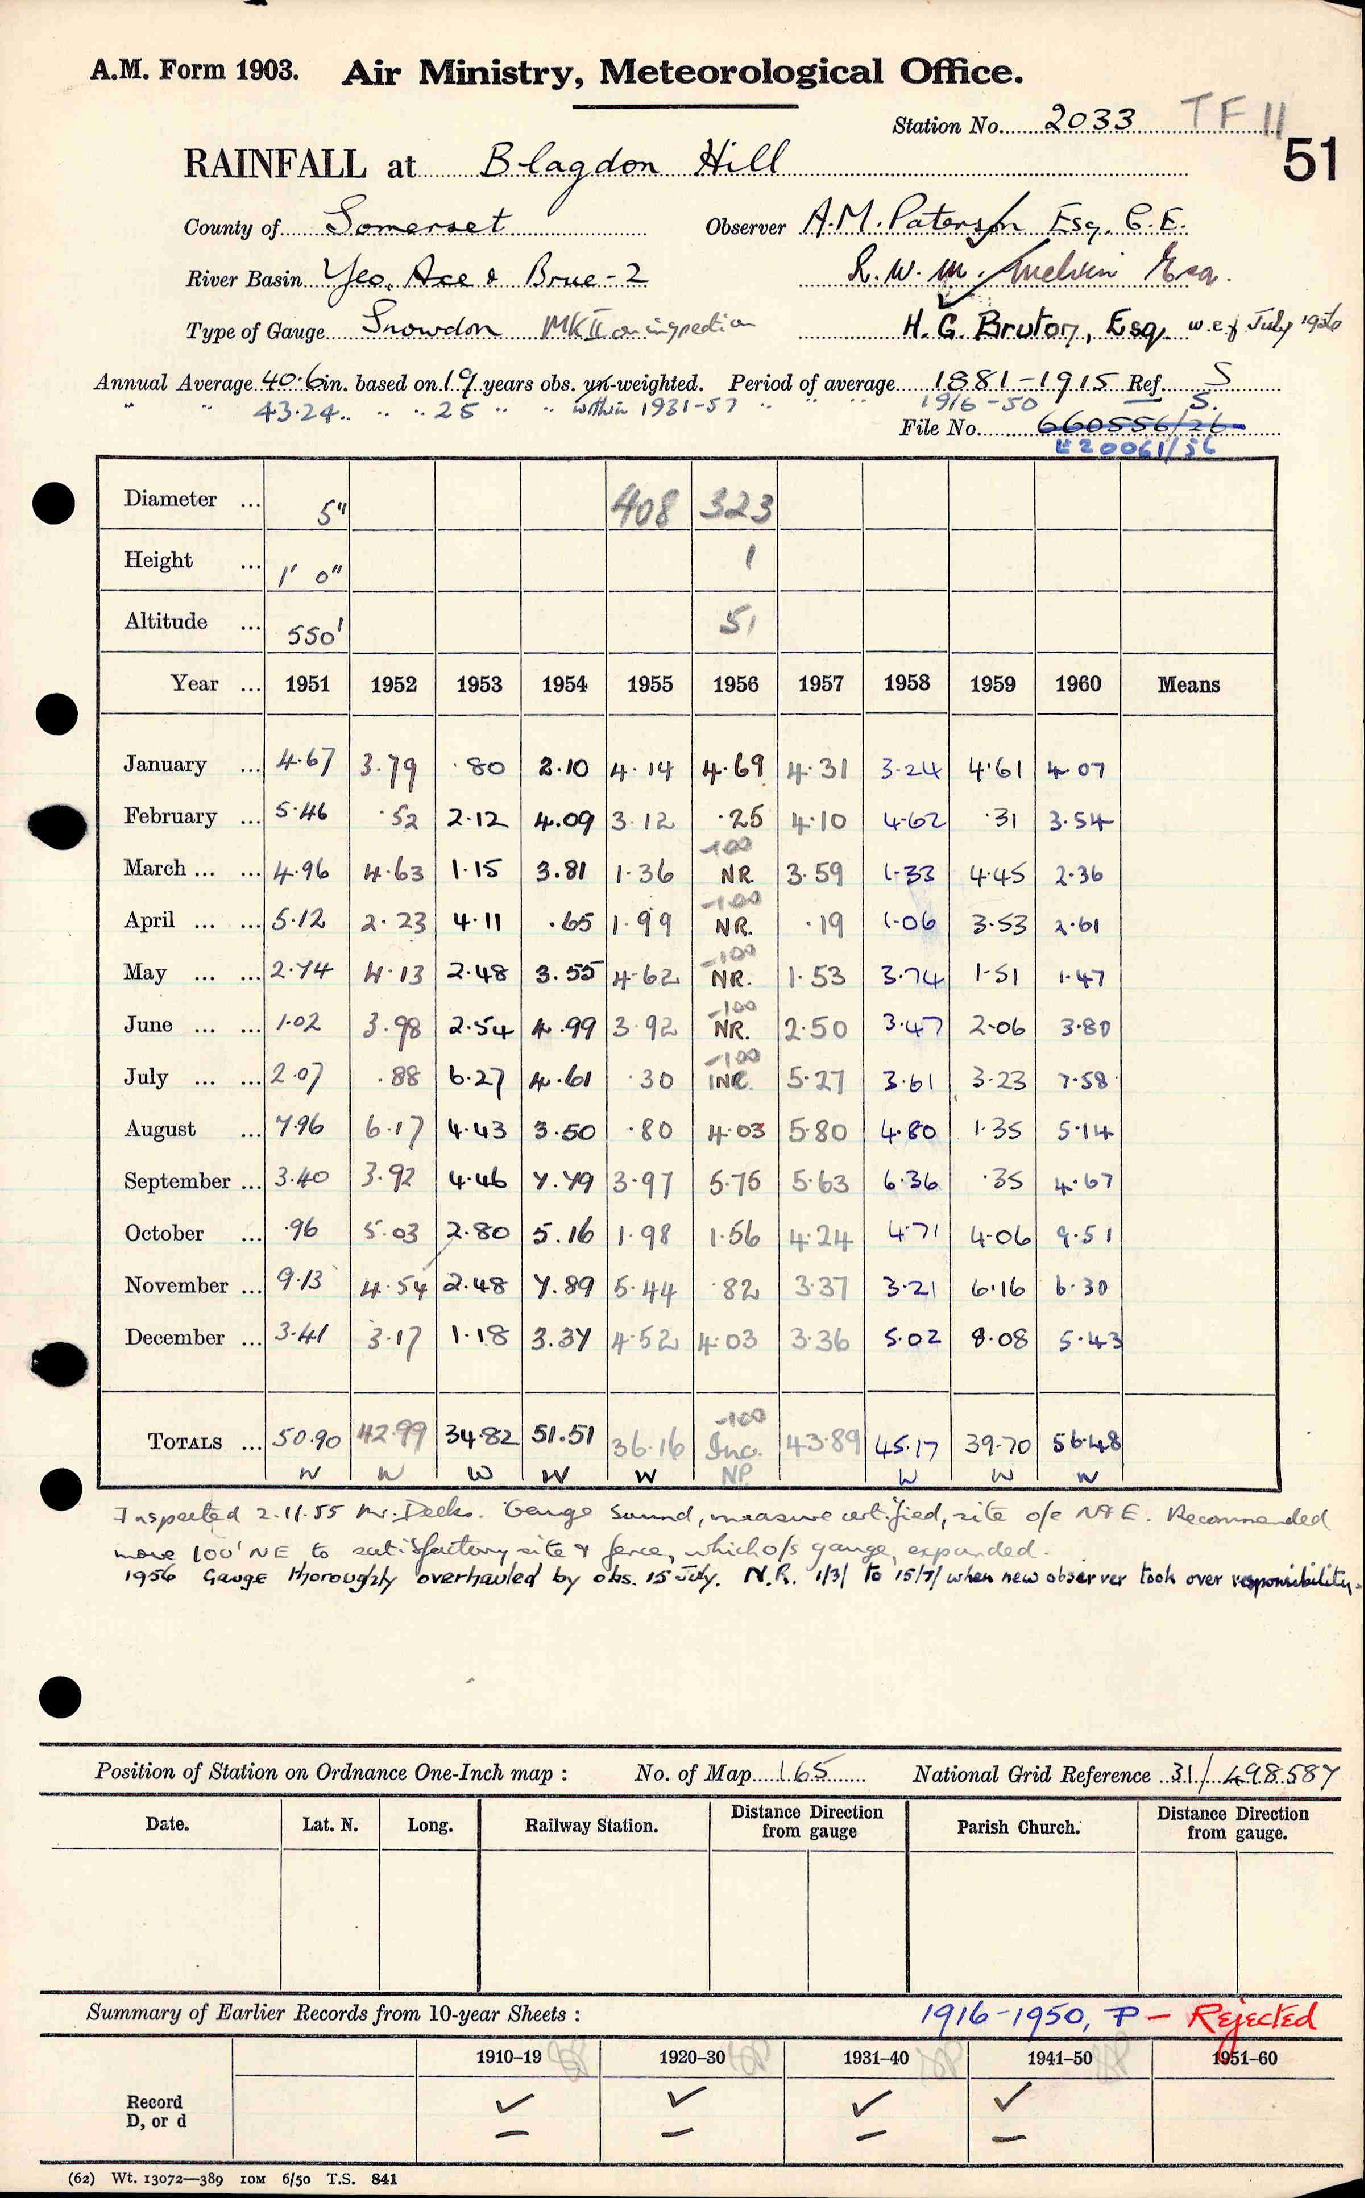 A.M. Form 1903. Air Ministry, Meteorological Office.
Station No. 2033 TF 11
51
RAINFALL at Blagdon Hill
County of Somerset Observer A.M. Paterson Esq. C.E.
River Basin Yeo, Axe & Brue-2 R.W.M. Melvin Esq.
Type of Gauge Snowdon MK II on inspection H.G. Bruton, Esq. w.e.f July 1956
Annual Average 40.6 in. based on 19 years obs. un-weighted. Period of average 1881-1915 Ref. S
" " 43.24 " " 25 " " within 1931-57 " " " 1916-50 S.
File No. 660556/26
E20061/56
Diameter ... 5" 408 323
Height ... 1' 0" 1
Altitude ... 550' 51
Year ... 1951 1952 1953 1954 1955 1956 1957 1958 1959 1960 Means
January ... 4.67 3.79 .80 2.10 4.14 4.69 4.31 3.24 4.61 4.07
February ... 5.46 .52 2.12 4.09 3.12 .25 4.10 4.62 .31 3.54
-100
March ... ... 4.96 4.63 1.15 3.81 1.36 NR 3.59 1.33 4.45 2.36
-100
April ... ... 5.12 2.23 4.11 .65 1.99 NR. .19 1.06 3.53 2.61
-100
May ... ... 2.74 4.13 2.48 3.55 4.62 NR. 1.53 3.74 1.51 1.47
-100
June ... ... 1.02 3.98 2.54 4.99 3.92 NR. 2.50 3.47 2.06 3.80
-100
July ... ... 2.07 .88 6.27 4.61 .30 INC 5.27 3.61 3.23 7.58
August ... 7.96 6.17 4.43 3.50 .80 4.03 5.80 4.80 1.35 5.14
September ... 3.40 3.92 4.46 7.79 3.97 5.75 5.63 6.36 .35 4.67
October ... .96 5.03 2.80 5.16 1.98 1.56 4.24 4.71 4.06 9.51
November ... 9.13 4.54 2.48 7.89 5.44 .82 3.37 3.21 6.16 6.30
December ... 3.41 3.17 1.18 3.37 4.52 4.03 3.36 5.02 8.08 5.43
-100
TOTALS ... 50.90 42.99 34.82 51.51 36.16 Inc. 43.89 45.17 39.70 56.48
W W W W W NP W W W
Inspected 2.11.55 Mr. Deeks. Gauge sound, measure certified, site o/e N & E. Recommended
move 100' NE to satisfactory site & fence, which o/s gauge, expanded.
1956 Gauge thoroughly overhauled by obs. 15 July. N.R. 1/3/ to 15/7/ when new observer took over responsibility.
Position of Station on Ordnance One-Inch map : No. of Map 165 National Grid Reference 31/498587
Date. Lat. N. Long. Railway Station. Distance Direction from gauge Parish Church. Distance Direction from gauge.
Summary of Earlier Records from 10-year Sheets : 1916-1950, P - Rejected
1910-19 1920-30 1931-40 1941-50 1951-60
Record ✓ ✓ ✓ ✓
D, or d — — — —
(62) Wt. 13072—389 10M 6/50 T.S. 841